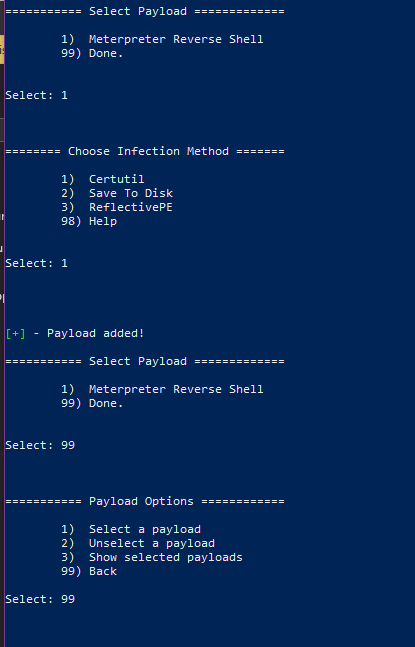 =========== Select Payload =============
1) Meterpreter Reverse Shell
99) Done.
Select: 1
======== Choose Infection Method =======
1) Certutil
2) Save To Disk
3) ReflectivePE
98) Help
Select: 1
[+] - Payload added!
=========== Select Payload =============
1) Meterpreter Reverse Shell
99) Done.
Select: 99
=========== Payload Options ============
1) Select a payload
2) Unselect a payload
3) Show selected payloads
99) Back
Select: 99